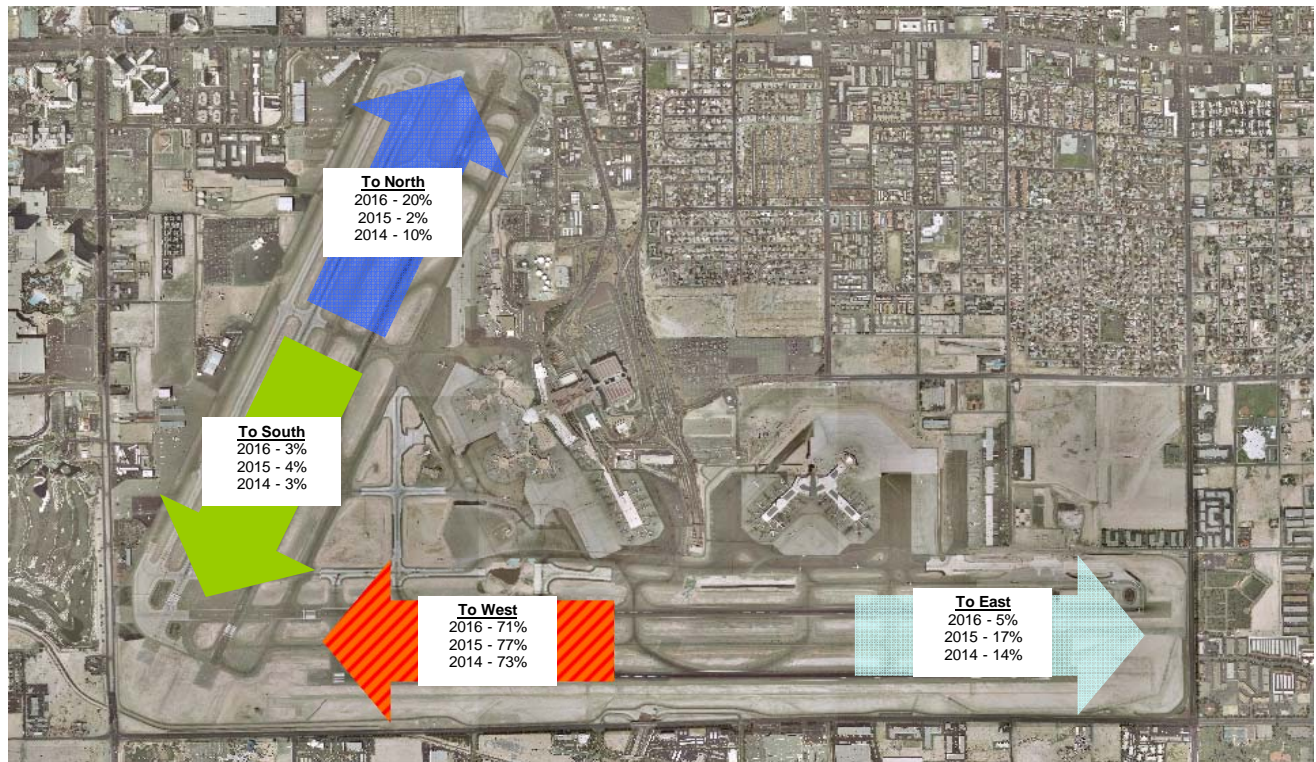 To North
2016 - 20%
2015 - 2%
2014 - 10%
To South
2016 - 3%
2015 - 4%
2014 - 3%
To West
2016 - 71%
2015 - 77%
2014 - 73%
To East
2016 - 5%
2015 - 17%
2014 - 14%